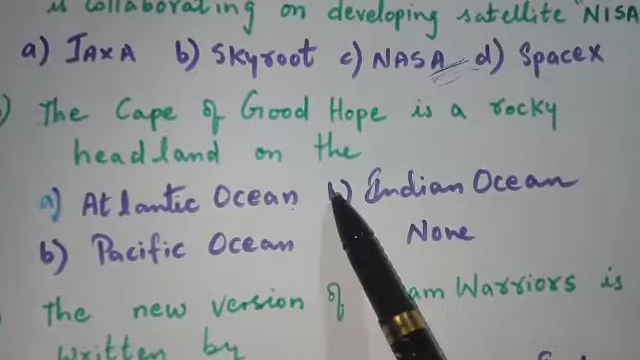 is collaborating on developing satellite "NISA
a) JAXA b) Skyroot c) NASA d) SpaceX
The Cape of Good Hope is a rocky
headland on the
a) Atlantic Ocean b) Indian Ocean
b) Pacific Ocean None
The new version of am Warriors is
written by